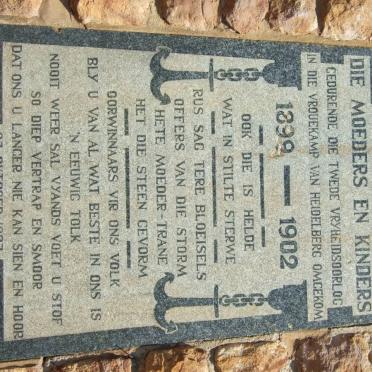 DIE MOEDERS EN KINDERS
GEDURENDE DIE TWEDE VRYHEIDSOORLOG
IN DIE VROUEKAMP VAN HEIDELBERG OMGEKOM
1899 — 1902
OOK DIE IS HELDE
WAT IN STILTE STERWE
RUS SAG TERE BLOEISELS
OFFERS VAN DIE STORM
HETE MOEDER-TRANE
HET DIE STEEN GEVORM
OORWINNAARS VIR ONS VOLK
BLY U VAN AL WAT BESTE IN ONS IS
'N EEUWIG TOLK
NOOIT WEER SAL VYANDS VOET U STOF
SO DIEP VERTRAP EN SMOOR
DAT ONS U LANGER NIE KAN SIEN EN HOOR